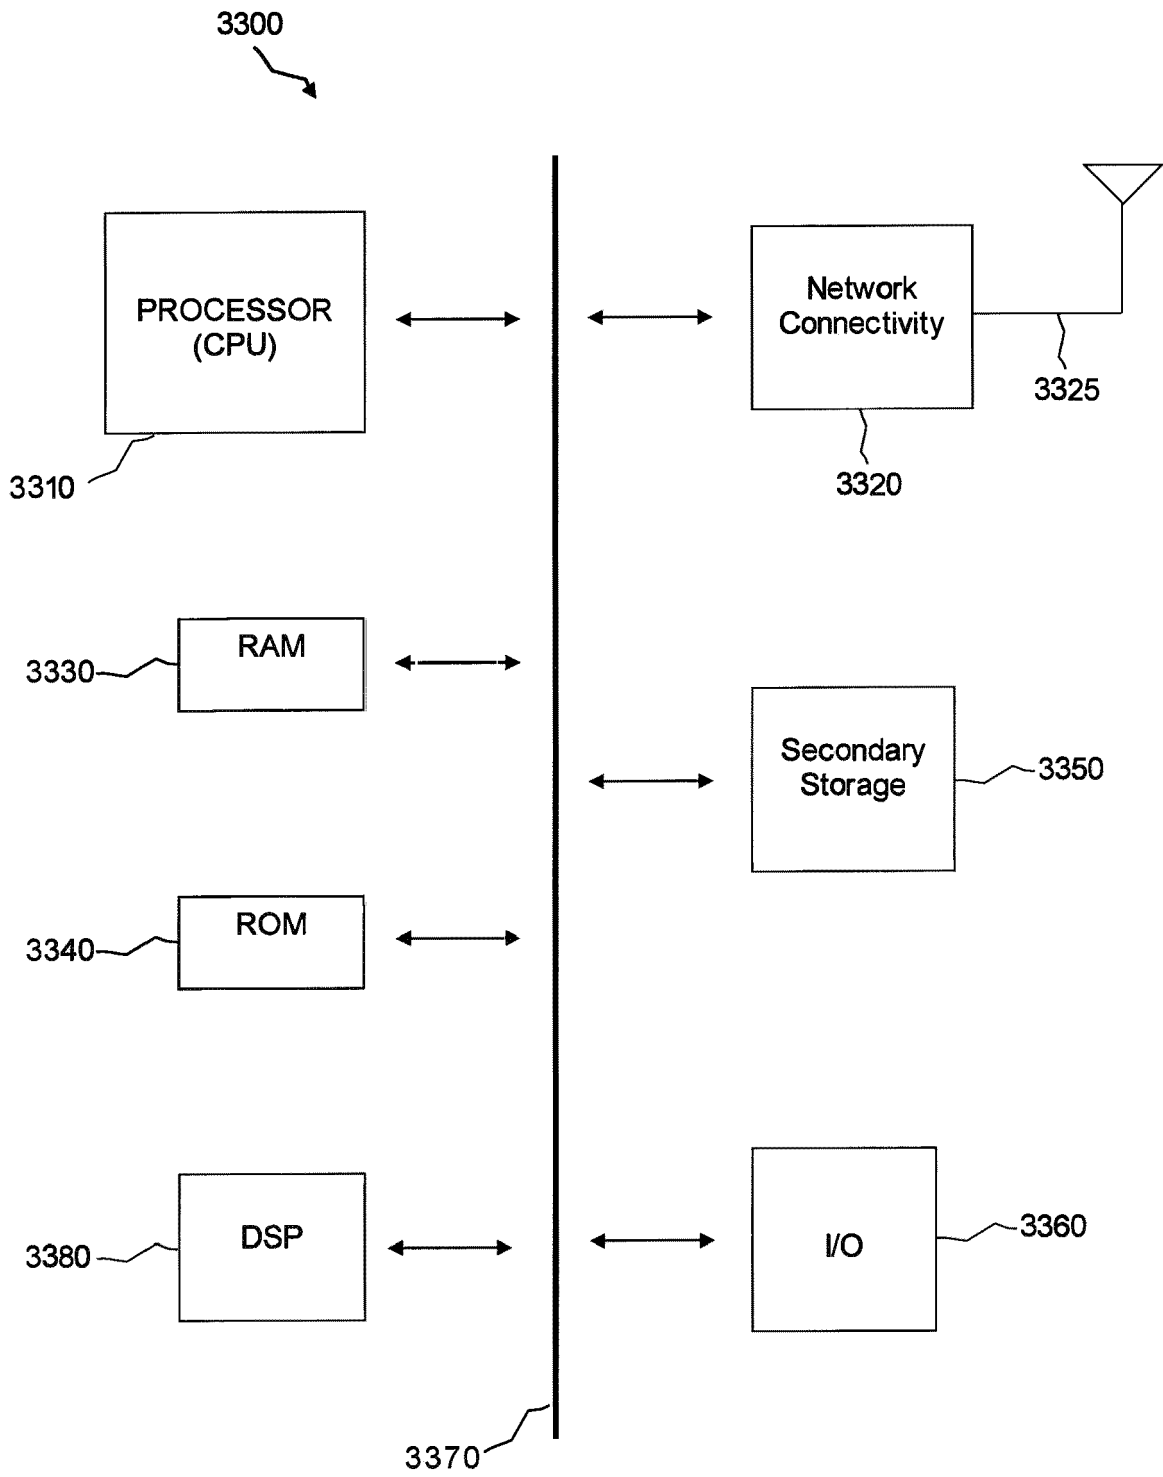 3300
PROCESSOR
(CPU)
3310
Network
Connectivity
3325
3320
RAM
3330
Secondary
Storage
3350
ROM
3340
DSP
3380
I/O
3360
3370